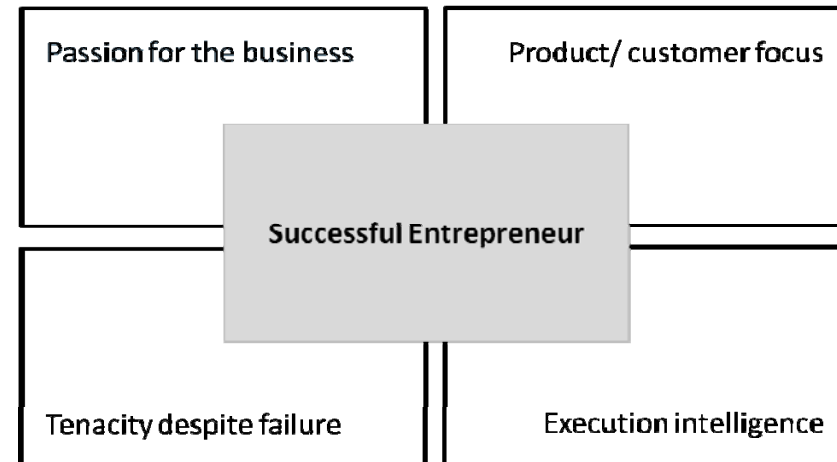 Passion for the business
Product/ customer focus
Successful Entrepreneur
Tenacity despite failure
Execution intelligence